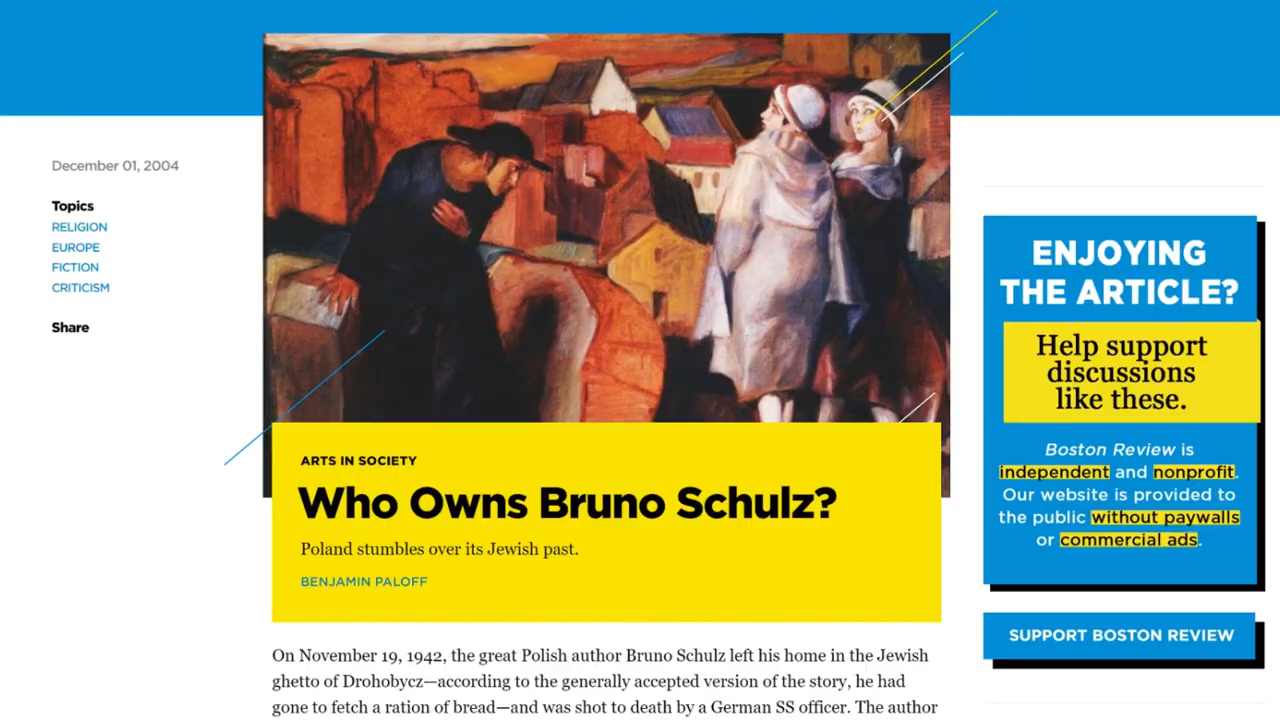 December 01, 2004
Topics
RELIGION
EUROPE
FICTION
CRITICISM
Share
ARTS IN SOCIETY
Who Owns Bruno Schulz?
Poland stumbles over its Jewish past.
BENJAMIN PALOFF
On November 19, 1942, the great Polish author Bruno Schulz left his home in the Jewish
ghetto of Drohobycz—according to the generally accepted version of the story, he had
gone to fetch a ration of bread—and was shot to death by a German SS officer. The author
ENJOYING
THE ARTICLE?
Help support
discussions
like these.
Boston Review is
independent and nonprofit.
Our website is provided to
the public without paywalls
or commercial ads.
SUPPORT BOSTON REVIEW